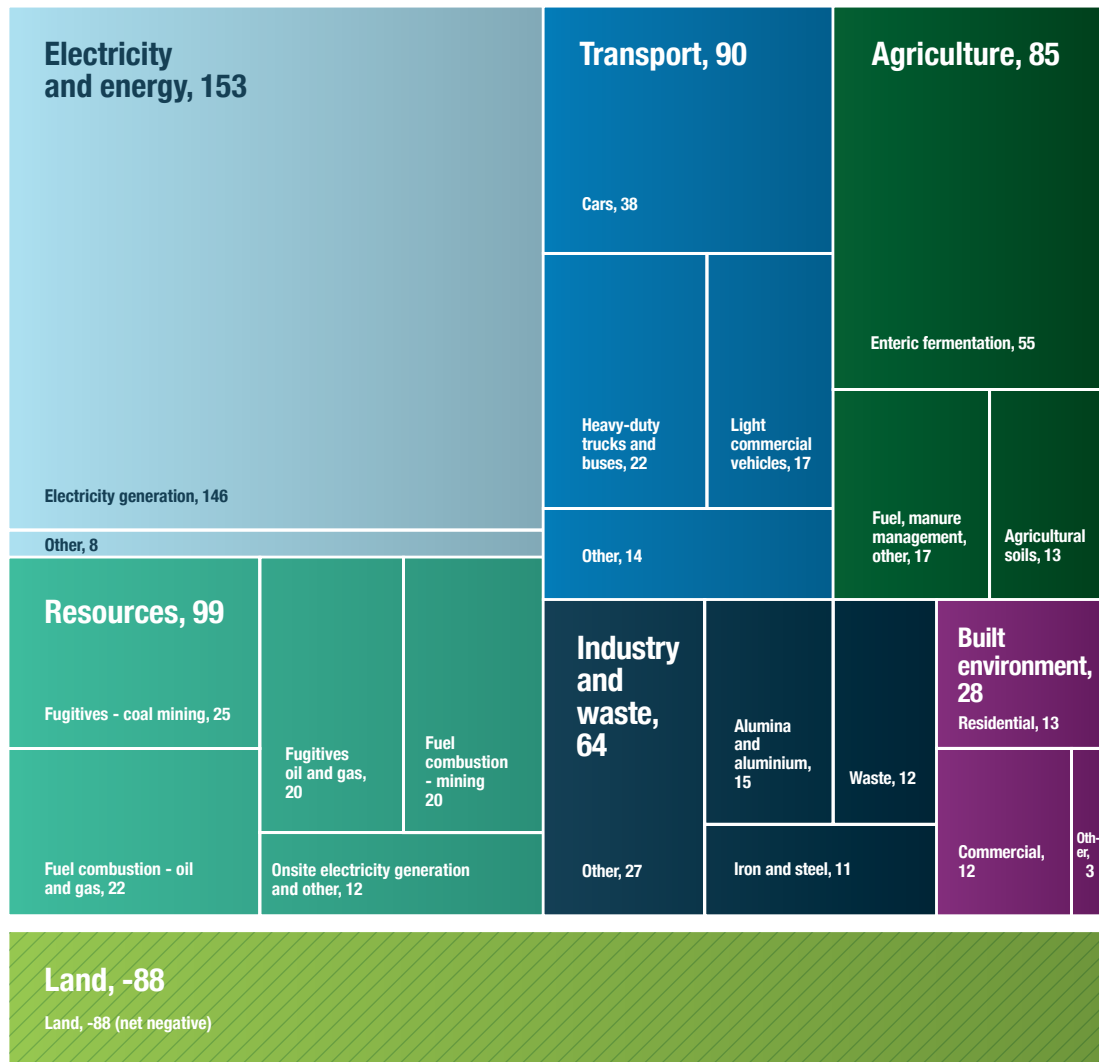 Electricity
and energy, 153
Electricity generation, 146
Other, 8
Transport, 90
Cars, 38
Heavy-duty
trucks and
buses, 22
Light
commercial
vehicles, 17
Other, 14
Agriculture, 85
Enteric fermentation, 55
Fuel, manure
management,
other, 17
Agricultural
soils, 13
Resources, 99
Fugitives - coal mining, 25
Fugitives
oil and gas,
20
Fuel
combustion
- mining
20
Fuel combustion - oil
and gas, 22
Onsite electricity generation
and other, 12
Industry
and
waste,
64
Other, 27
Alumina
and
aluminium,
15
Waste, 12
Iron and steel, 11
Built
environment,
28
Residential, 13
Commercial,
12
Oth-
er,
3
Land, -88
Land, -88 (net negative)